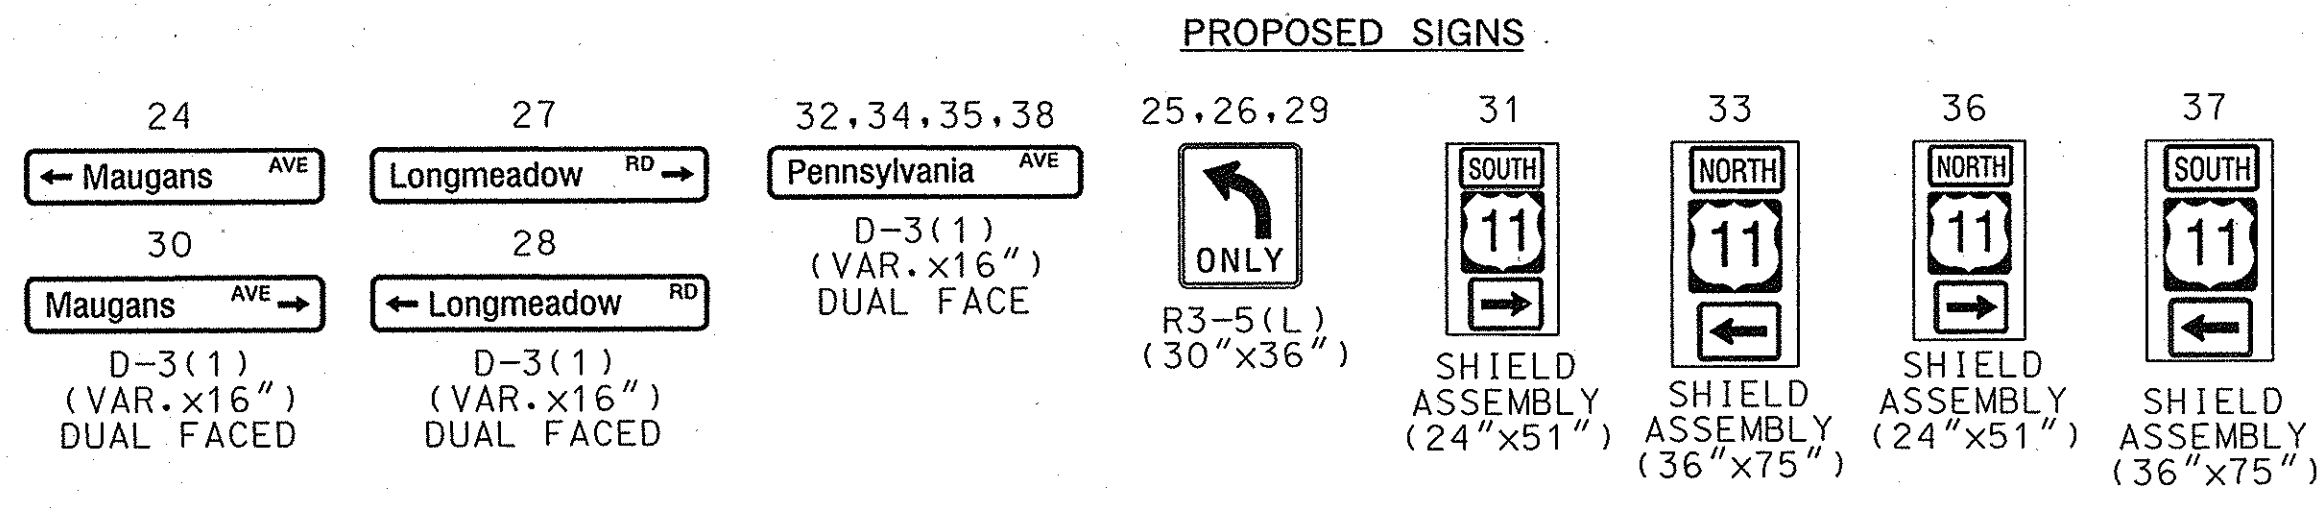 PROPOSED SIGNS
24
← Maugans AVE
30
Maugans AVE →
D-3(1)
(VAR.x16")
DUAL FACED
27
Longmeadow RD →
28
← Longmeadow RD
D-3(1)
(VAR.x16")
DUAL FACED
32,34,35,38
Pennsylvania AVE
D-3(1)
(VAR.x16")
DUAL FACE
25,26,29
ONLY
R3-5(L)
(30"x36")
31
SOUTH
11
→
SHIELD
ASSEMBLY
(24"x51")
33
NORTH
11
←
SHIELD
ASSEMBLY
(36"x75")
36
NORTH
11
→
SHIELD
ASSEMBLY
(24"x51")
37
SOUTH
11
←
SHIELD
ASSEMBLY
(36"x75")